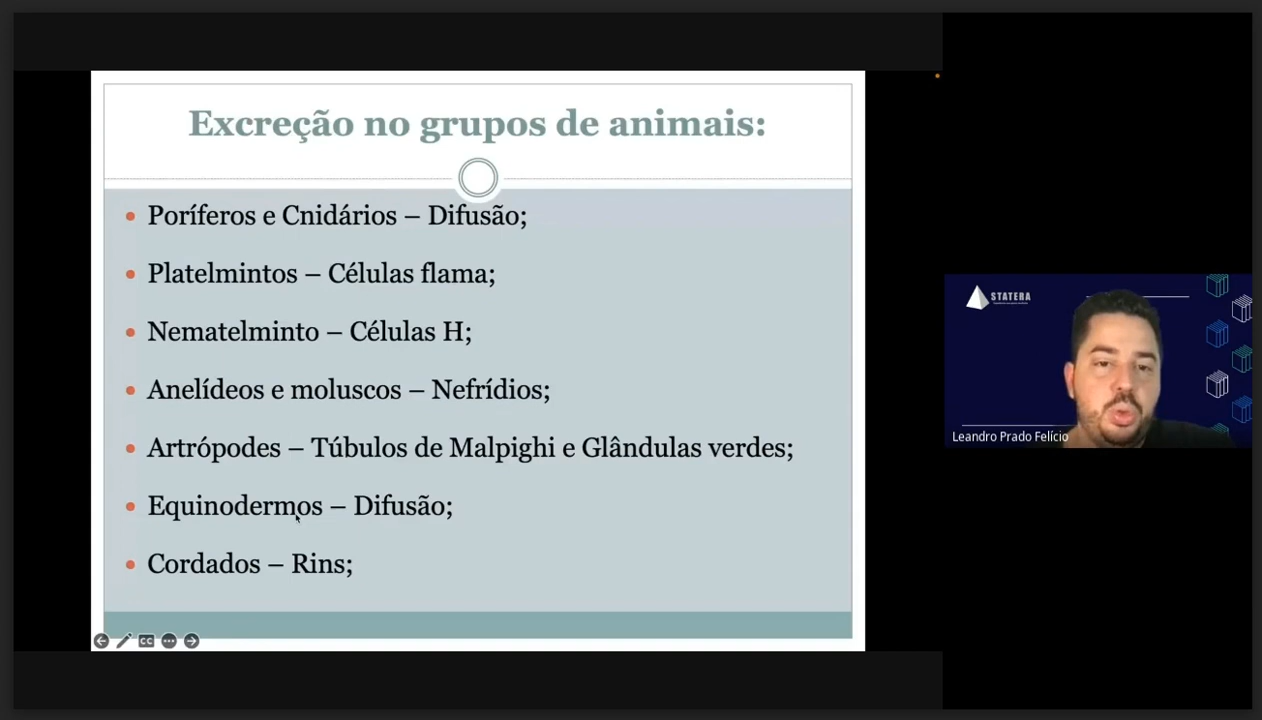 Excreção no grupos de animais:
Poríferos e Cnidários – Difusão;
Platelmintos – Células flama;
Nematelminto – Células H;
Anelídeos e moluscos – Nefrídios;
Artrópodes – Túbulos de Malpighi e Glândulas verdes;
Equinodermos – Difusão;
Cordados – Rins;
CC
STATERA
Leandro Prado Felício